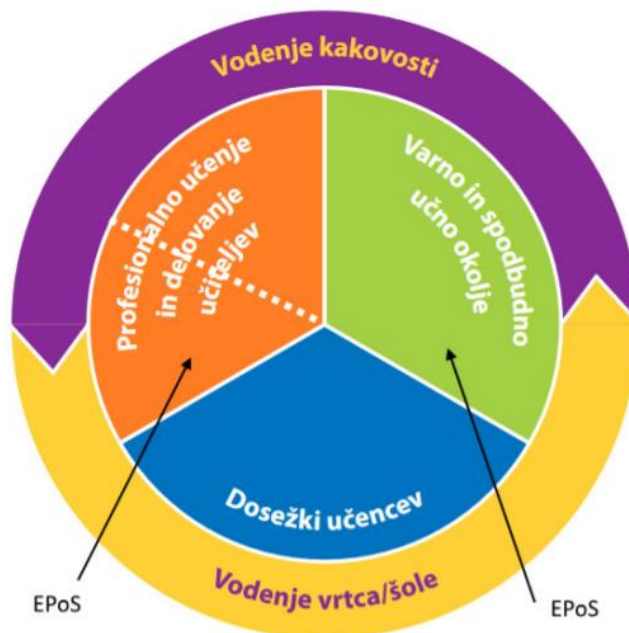 Vodenje kakovosti
Profesionalno učenje
in delovanje
učiteljev
Varno in spodbudno
učno okolje
Dosežki učencev
Vodenje vrtca/šole
EPoS
EPoS